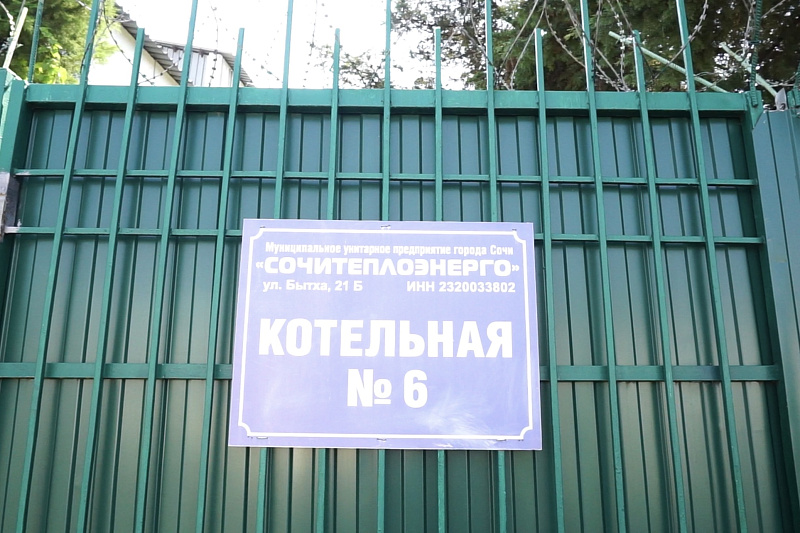 Муниципальное унитарное предприятие города Сочи
«СОЧИТЕПЛОЭНЕРГО»
ул. Бытха, 21 Б ИНН 2320033802
КОТЕЛЬНАЯ
№ 6